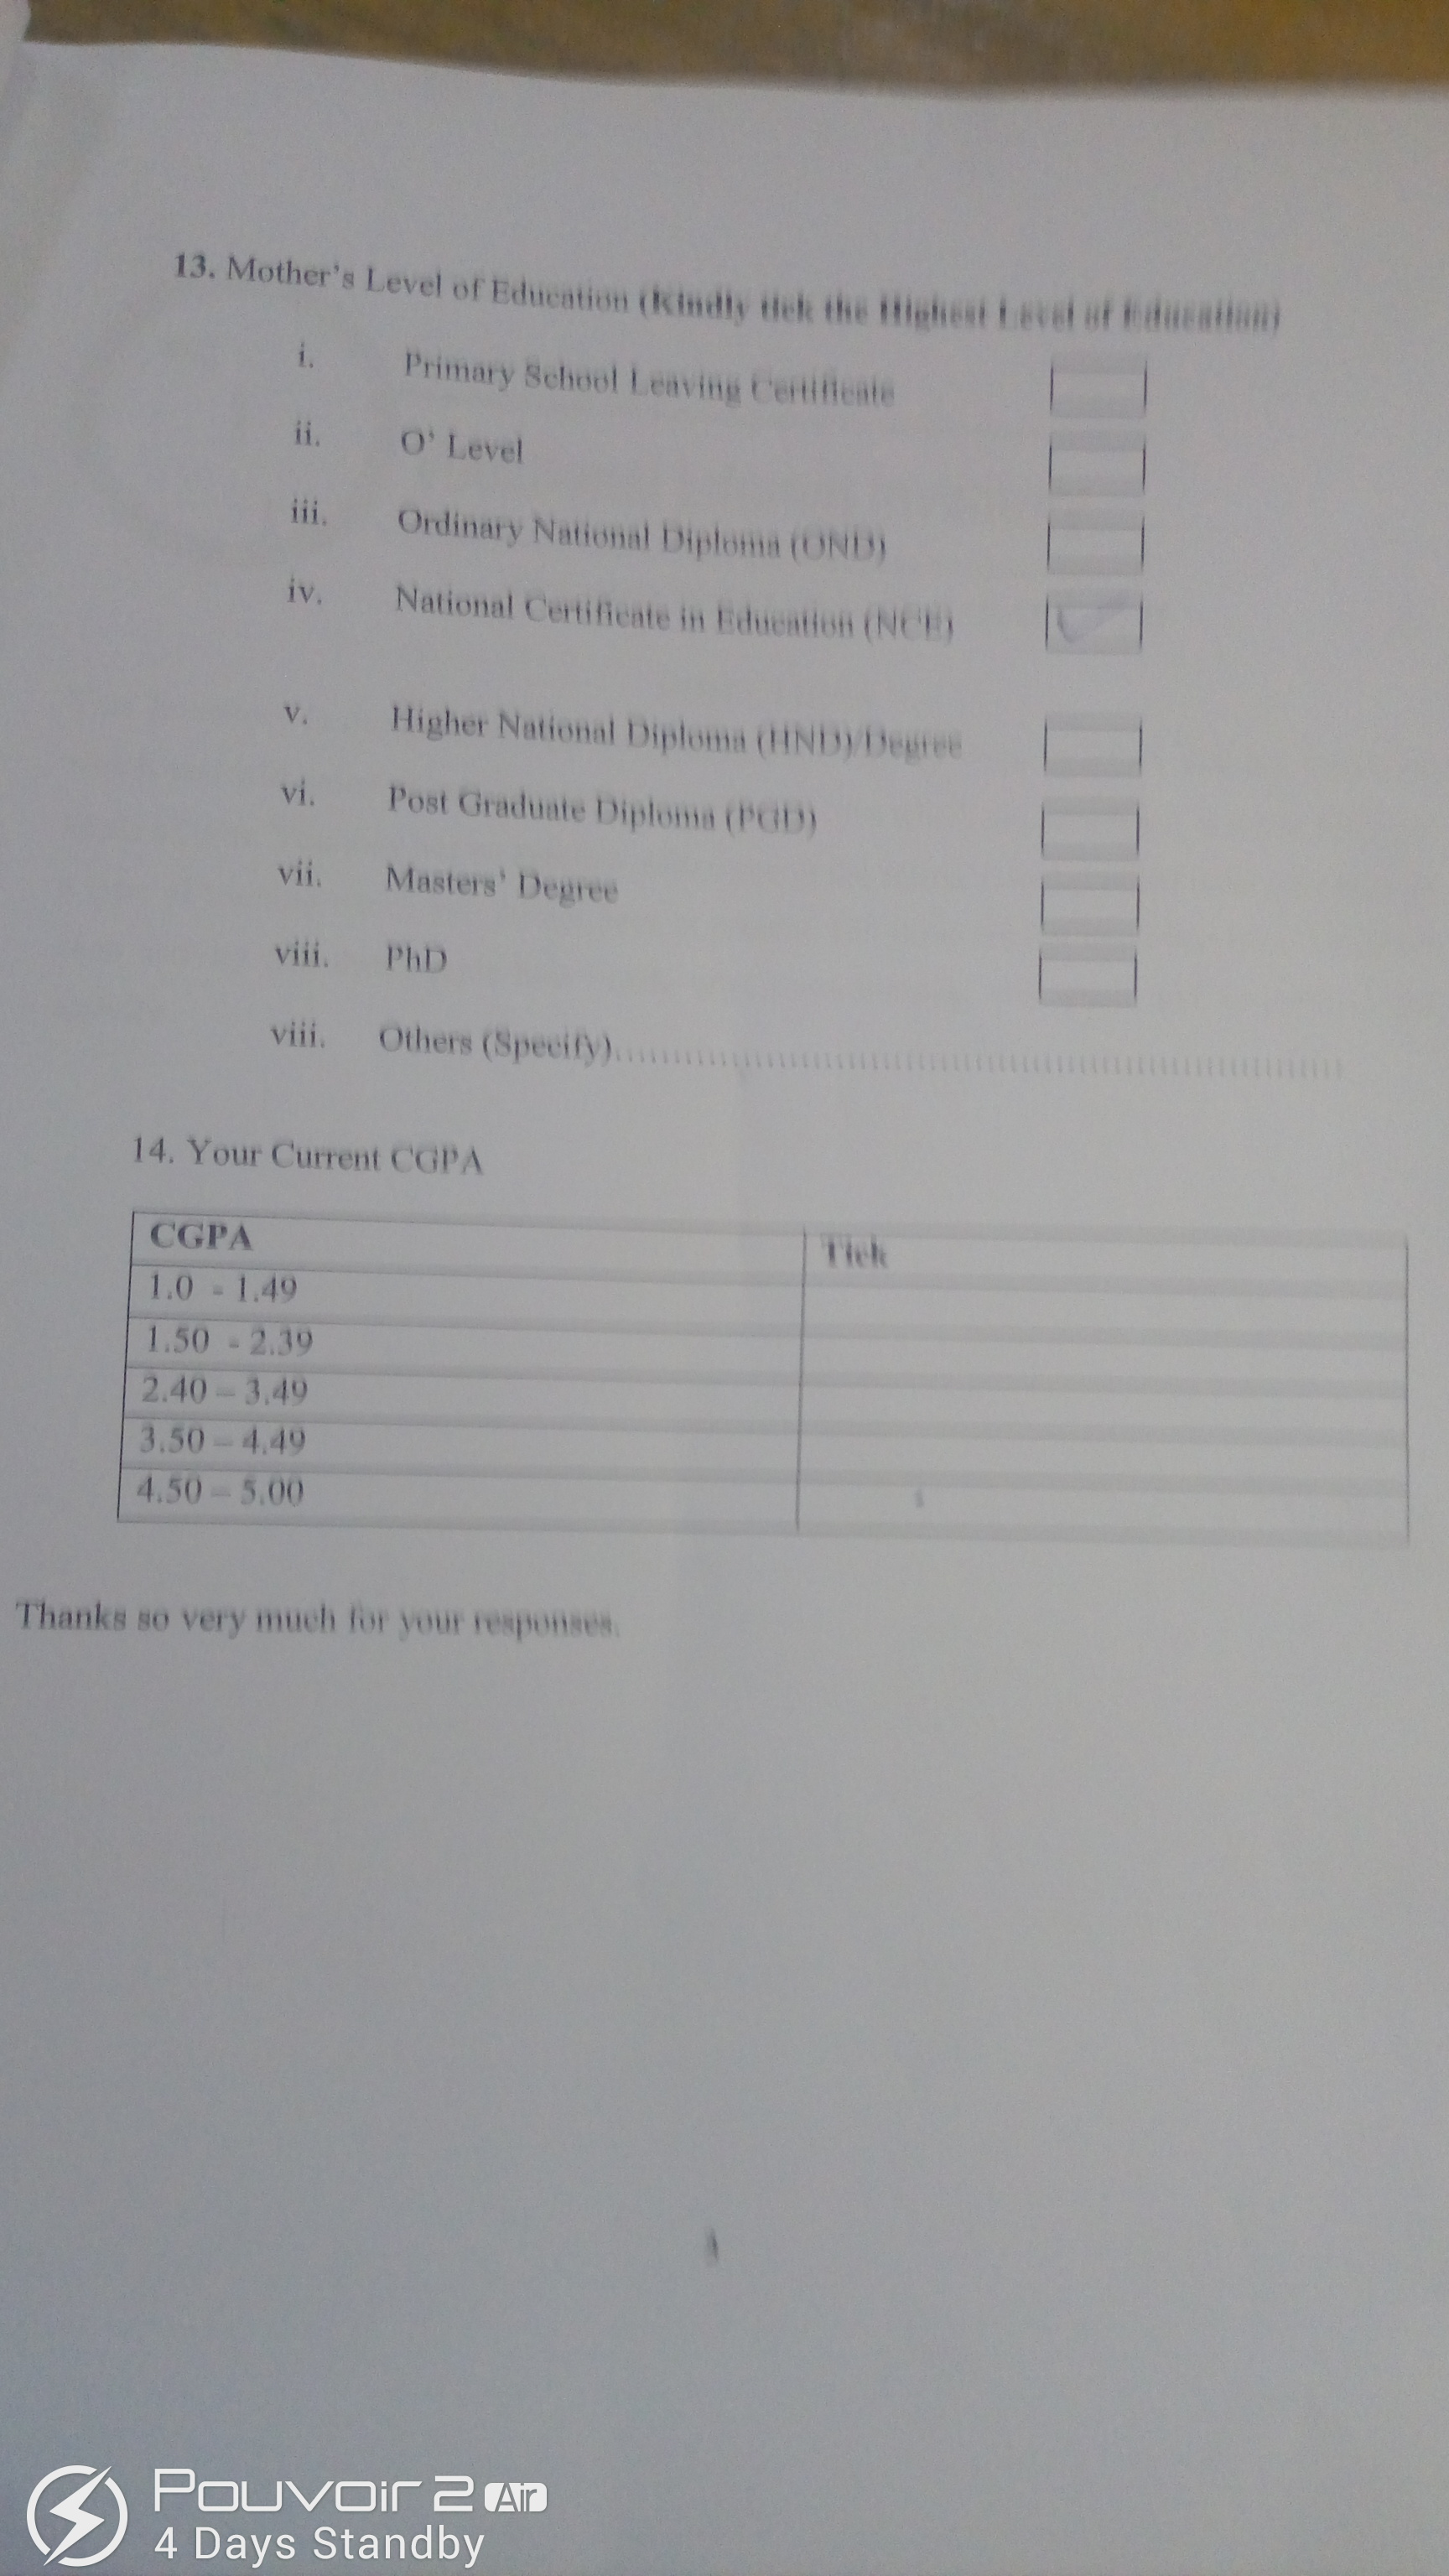 13. Mother's Level of Education (Kindly tick the Highest Level of Education)
i. Primary School Leaving Certificate
ii. O' Level
iii. Ordinary National Diploma (OND)
iv. National Certificate in Education (NCE)
v. Higher National Diploma (HND)/Degree
vi. Post Graduate Diploma (PGD)
vii. Masters' Degree
viii. PhD
viii. Others (Specify)..........................................................................
14. Your Current CGPA
CGPA Tick
1.0 - 1.49
1.50 - 2.39
2.40 – 3.49
3.50 – 4.49
4.50 – 5.00
Thanks so very much for your responses.
Pouvoir 2 Air
4 Days Standby